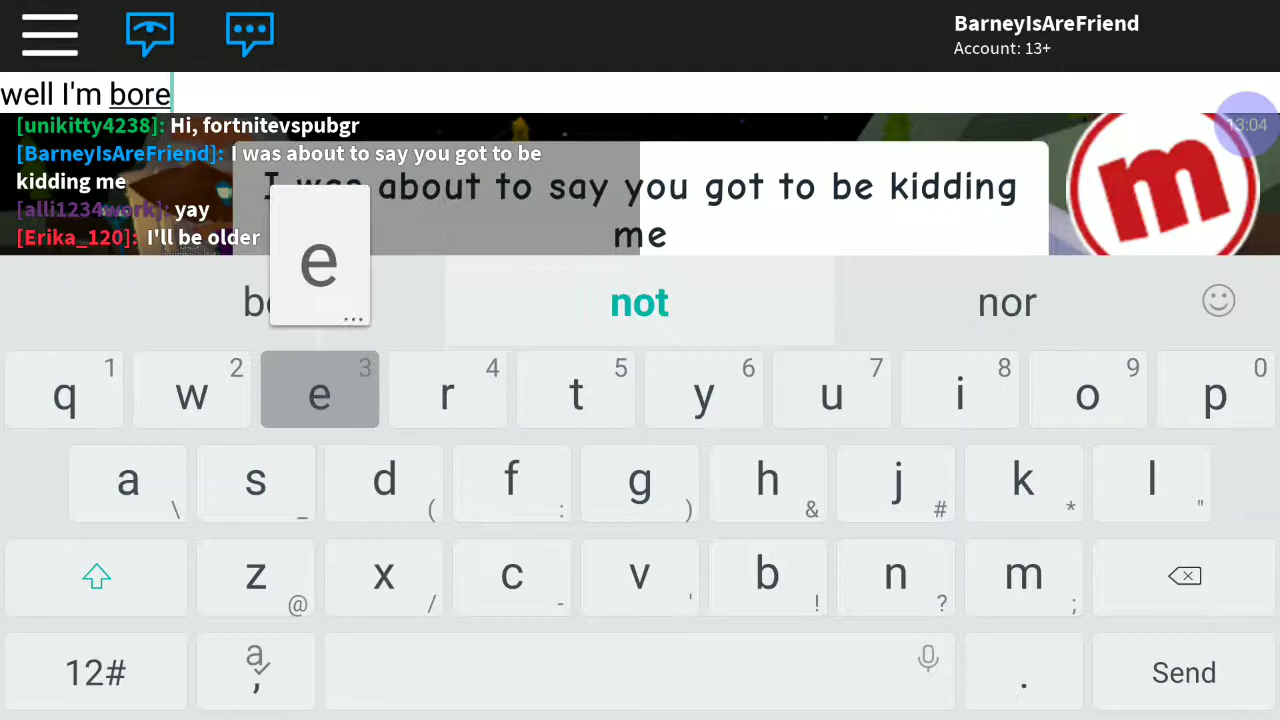 BarneyIsAreFriend
Account: 13+
well I'm bore
13:04
[unikitty4238]: Hi, fortnitevspubgr
[BarneyIsAreFriend]: I was about to say you got to be
kidding me
[alli1234work]: yay
[Erika_120]: I'll be older
I was about to say you got to be kidding
me
m
e
...
not
nor
1 2 3 4 5 6 7 8 9 0
q w e r t y u i o p
a s d f g h j k l
\ _ ( : ) & # * "
z x c v b n m
@ / - ' ! ? ;
12# a , . Send